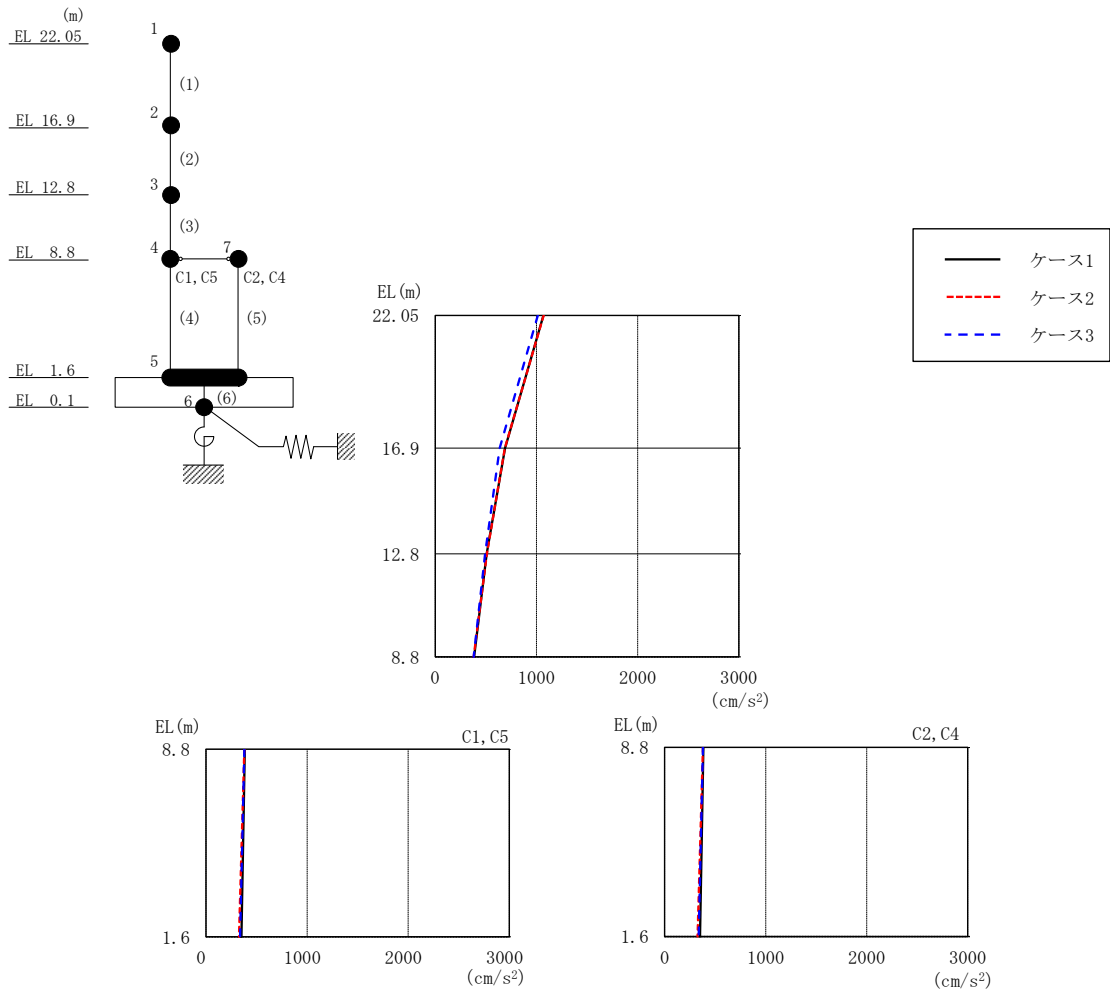 (m)
EL 22.05
1
(1)
EL 16.9
2
(2)
EL 12.8
3
(3)
EL 8.8
4
7
C1,C5
C2,C4
(4)
(5)
EL 1.6
5
EL 0.1
6
(6)
ケース1
ケース2
ケース3
EL(m)
22.05
16.9
12.8
8.8
0 1000 2000 3000
(cm/s²)
EL(m)
C1,C5
8.8
1.6
0 1000 2000 3000
(cm/s²)
EL(m)
C2,C4
8.8
1.6
0 1000 2000 3000
(cm/s²)